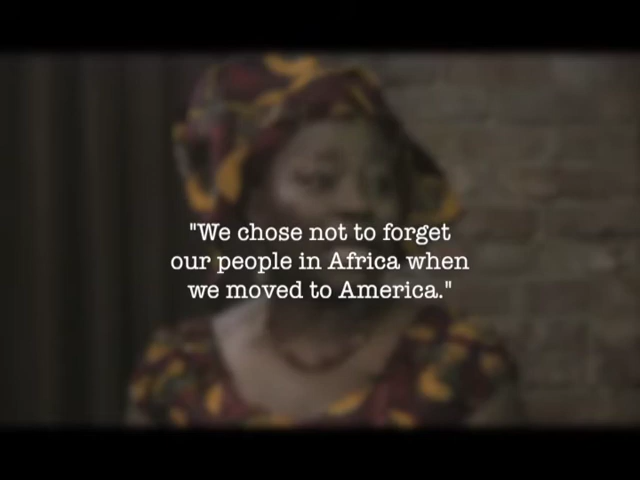 "We chose not to forget
our people in Africa when
we moved to America."